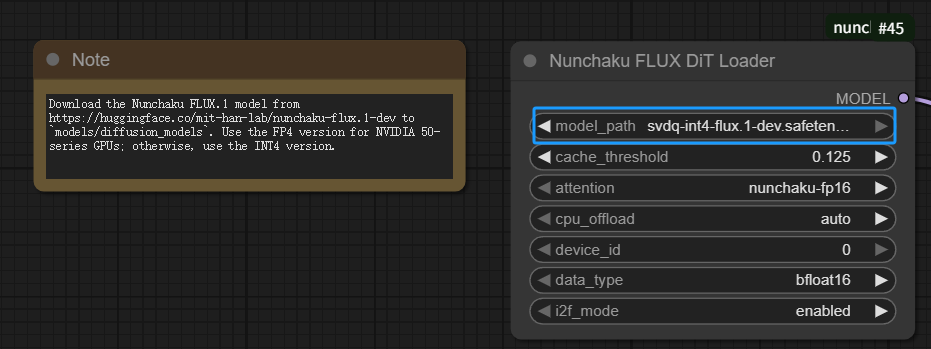 nunc #45
Note
Nunchaku FLUX DiT Loader
Download the Nunchaku FLUX.1 model from
https://huggingface.co/mit-han-lab/nunchaku-flux.1-dev to
`models/diffusion_models`. Use the FP4 version for NVIDIA 50-
series GPUs; otherwise, use the INT4 version.
MODEL
model_path svdq-int4-flux.1-dev.safeten...
cache_threshold 0.125
attention nunchaku-fp16
cpu_offload auto
device_id 0
data_type bfloat16
i2f_mode enabled